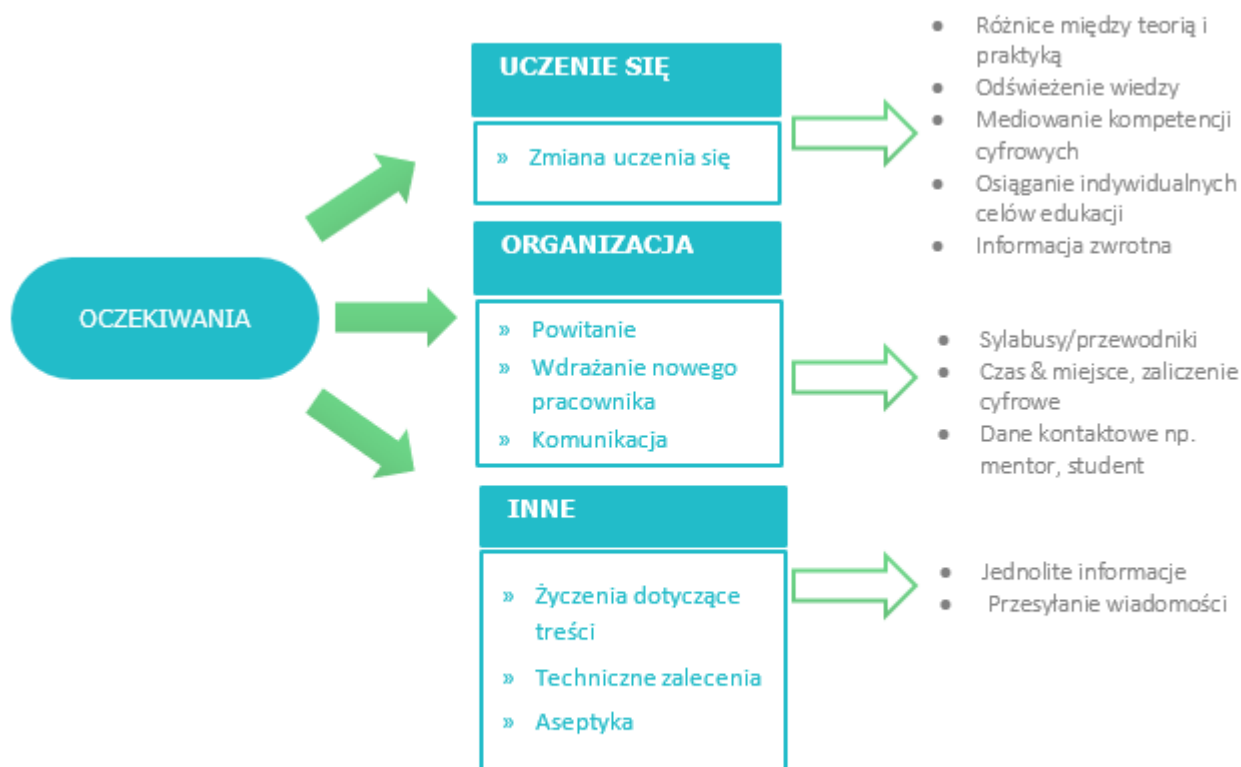 OCZEKIWANIA
UCZENIE SIĘ
» Zmiana uczenia się
● Różnice między teorią i
praktyką
● Odświeżenie wiedzy
● Mediowanie kompetencji
cyfrowych
● Osiąganie indywidualnych
celów edukacji
● Informacja zwrotna
ORGANIZACJA
» Powitanie
» Wdrażanie nowego
pracownika
» Komunikacja
● Sylabusy/przewodniki
● Czas & miejsce, zaliczenie
cyfrowe
● Dane kontaktowe np.
mentor, student
INNE
» Życzenia dotyczące
treści
» Techniczne zalecenia
» Aseptyka
● Jednolite informacje
● Przesyłanie wiadomości